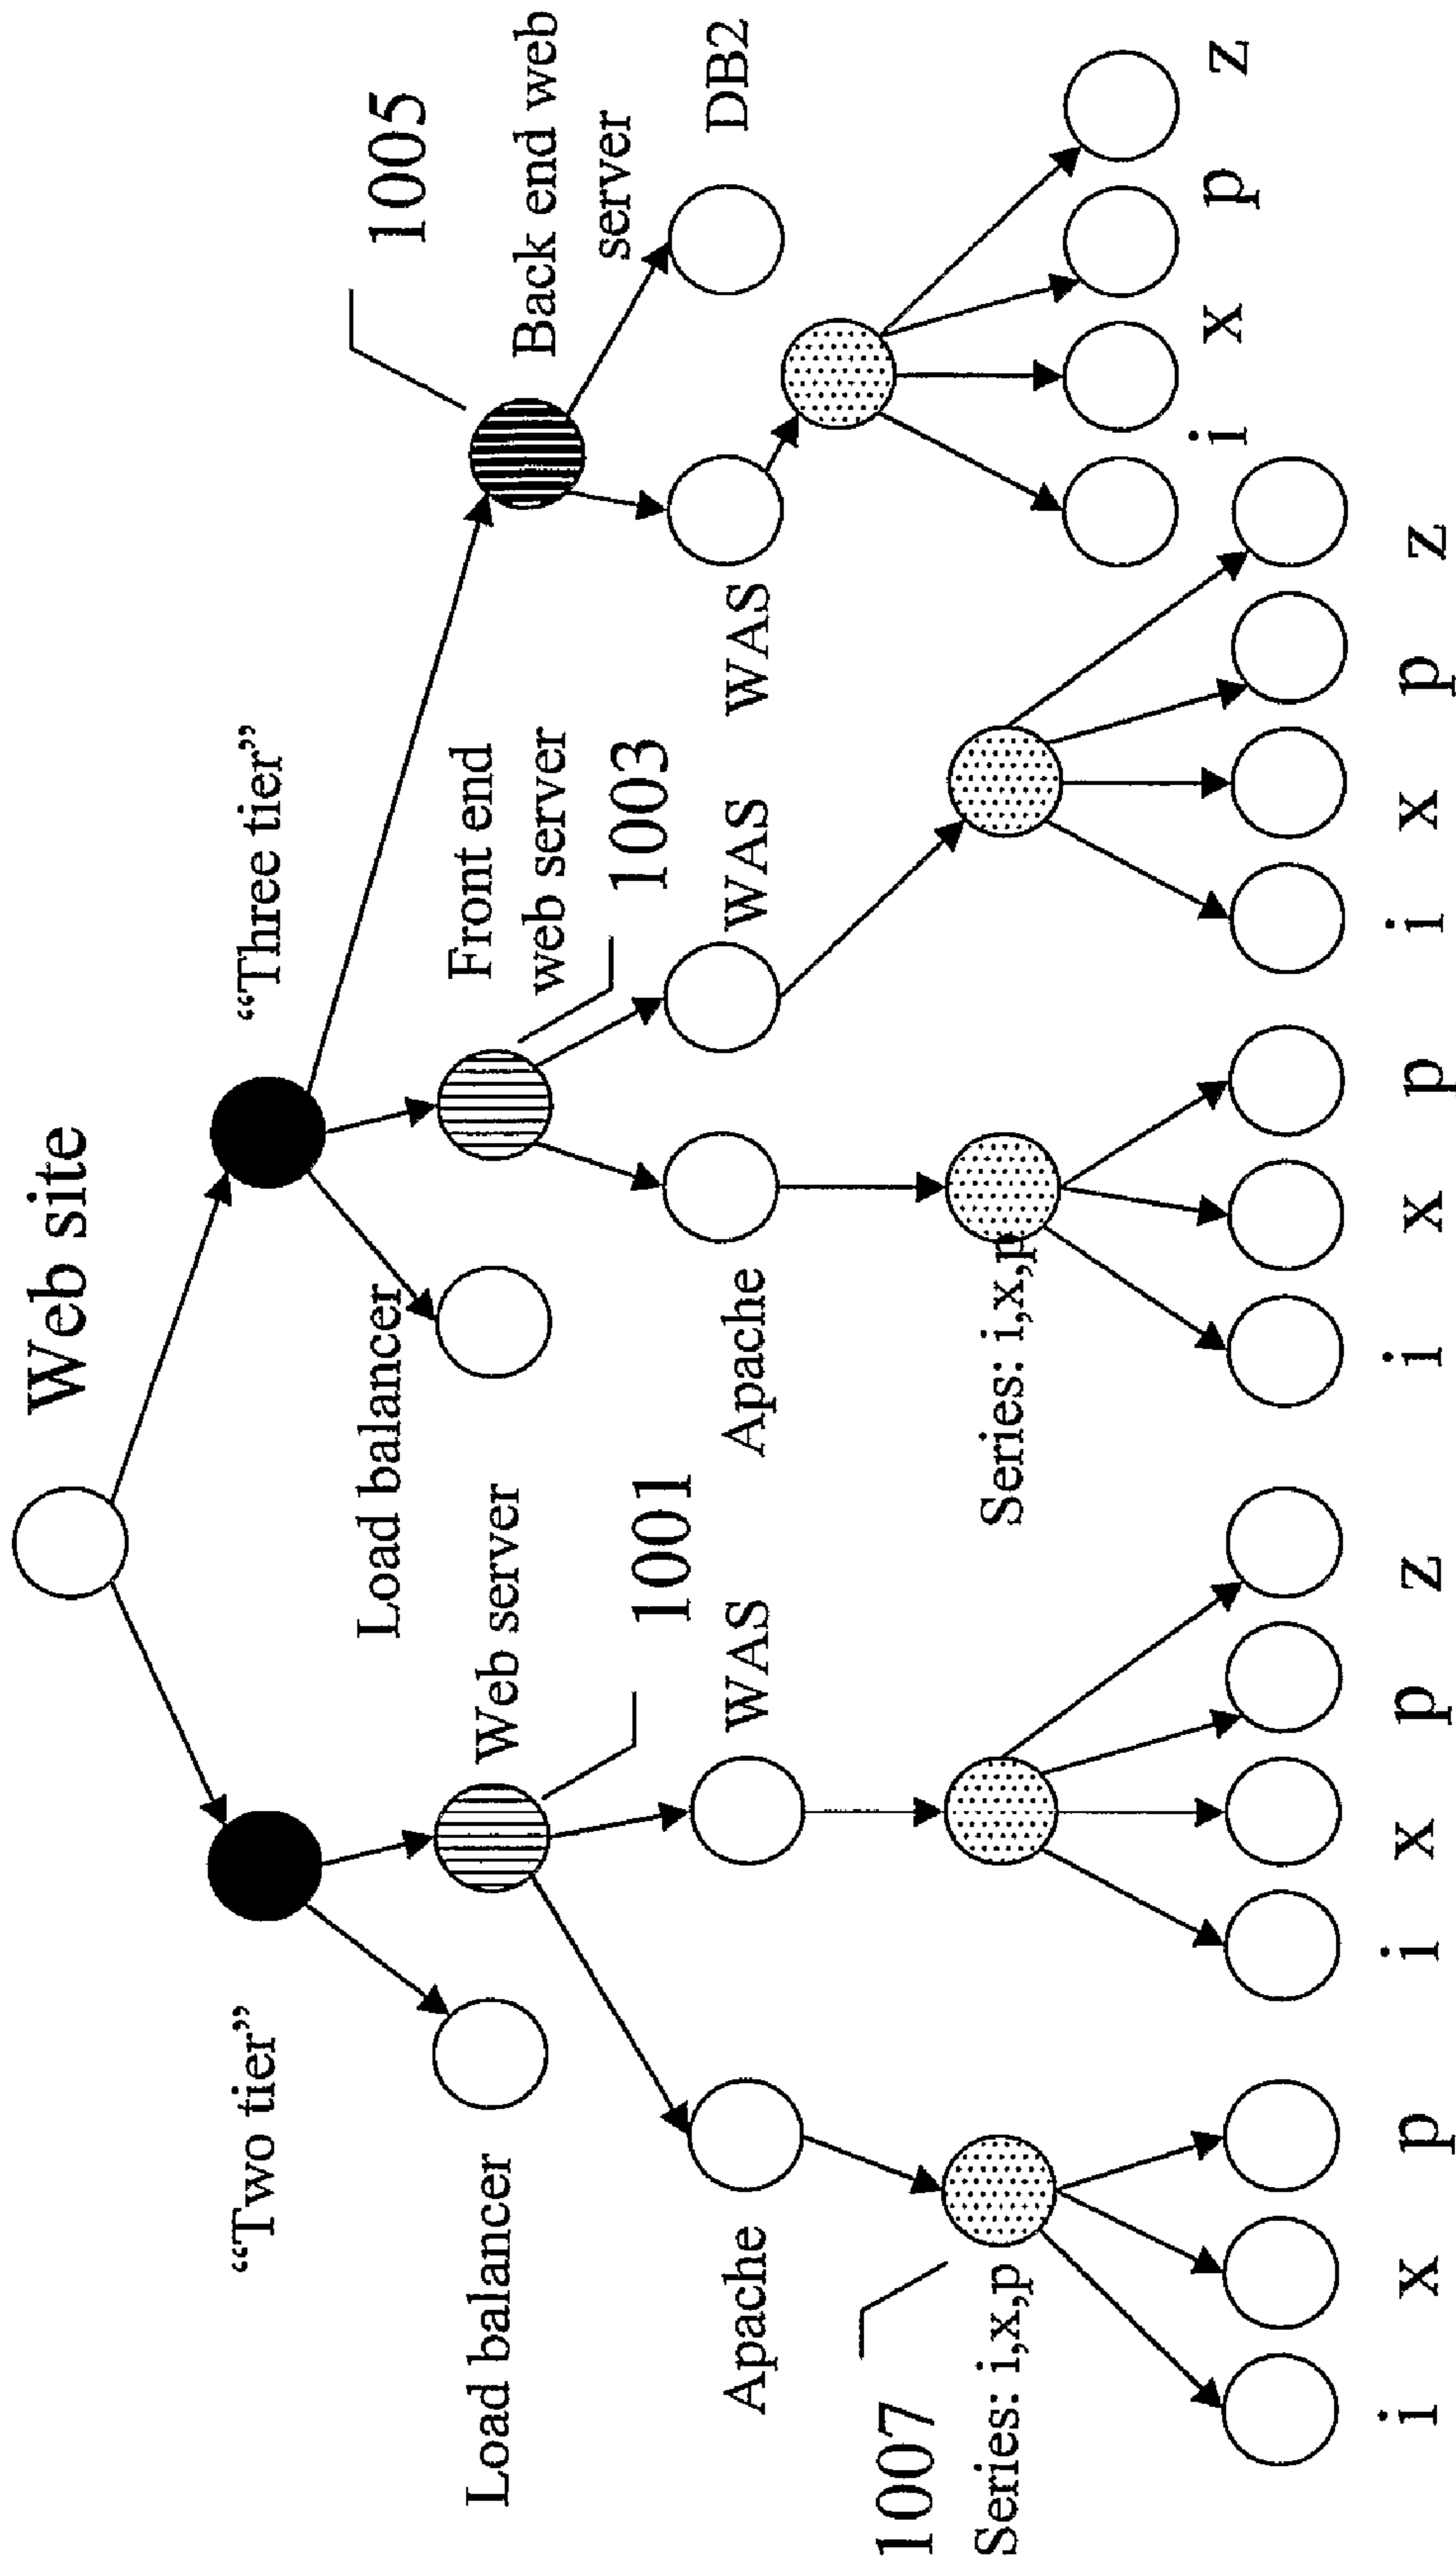 Web site
“Two tier”
“Three tier”
1005
Load balancer
Web server
Load balancer
Front end
web server
Back end web
server
1001
1003
Apache
WAS
Apache
WAS
WAS
DB2
1007
Series: i,x,p
Series: i,x,p
i x p z
i x p i x p z i x p i x p z